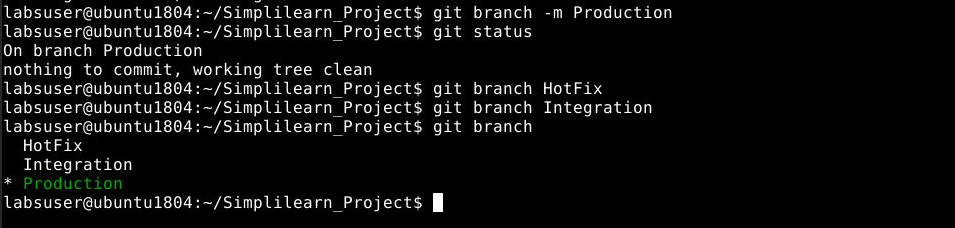 labsuser@ubuntu1804:~/Simplilearn_Project$ git branch -m Production
labsuser@ubuntu1804:~/Simplilearn_Project$ git status
On branch Production
nothing to commit, working tree clean
labsuser@ubuntu1804:~/Simplilearn_Project$ git branch HotFix
labsuser@ubuntu1804:~/Simplilearn_Project$ git branch Integration
labsuser@ubuntu1804:~/Simplilearn_Project$ git branch
  HotFix
  Integration
* Production
labsuser@ubuntu1804:~/Simplilearn_Project$